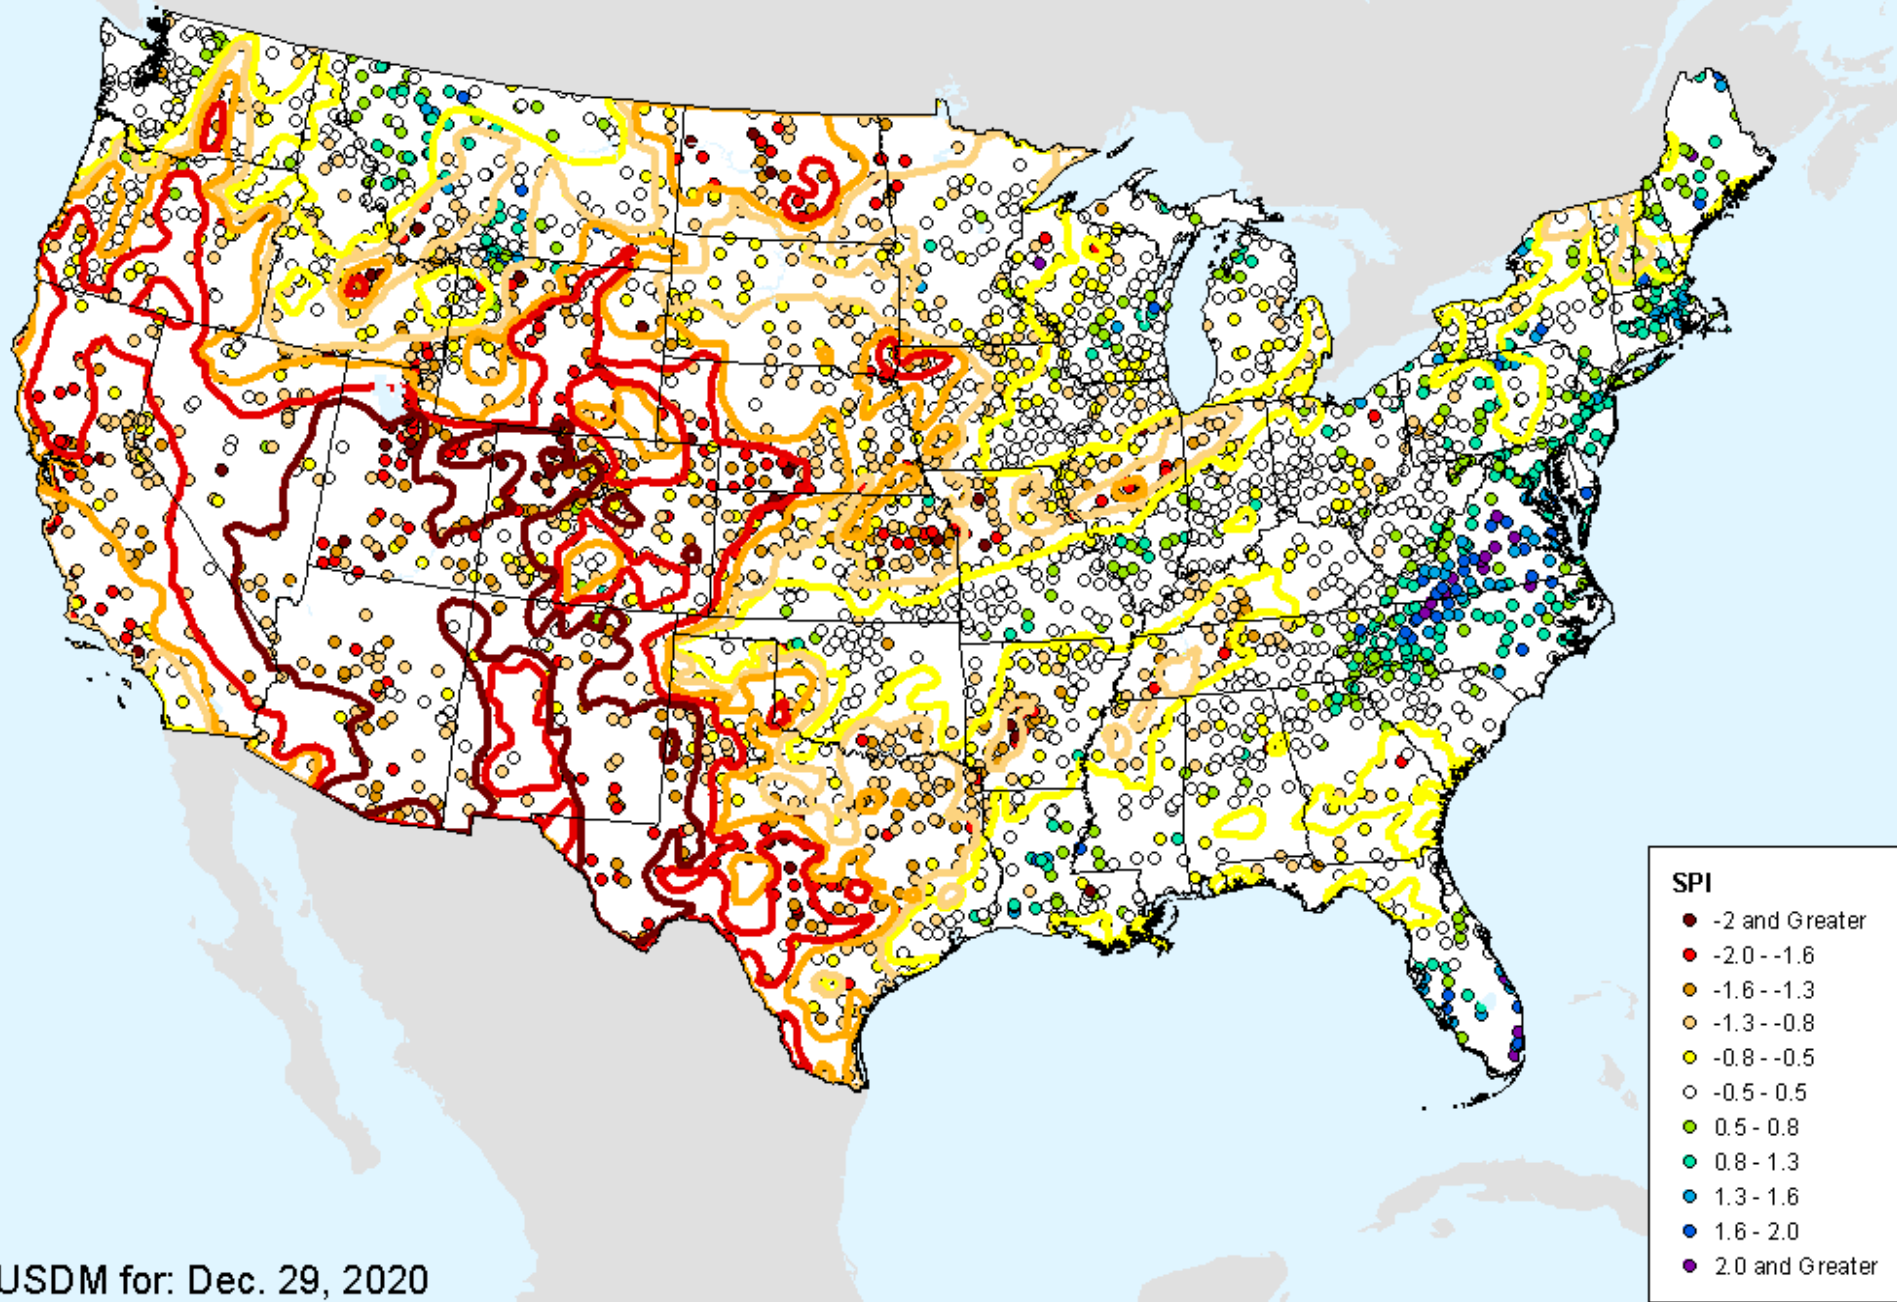 SPI
-2 and Greater
-2.0 - -1.6
-1.6 - -1.3
-1.3 - -0.8
-0.8 - -0.5
-0.5 - 0.5
0.5 - 0.8
0.8 - 1.3
1.3 - 1.6
1.6 - 2.0
2.0 and Greater
USDM for: Dec. 29, 2020